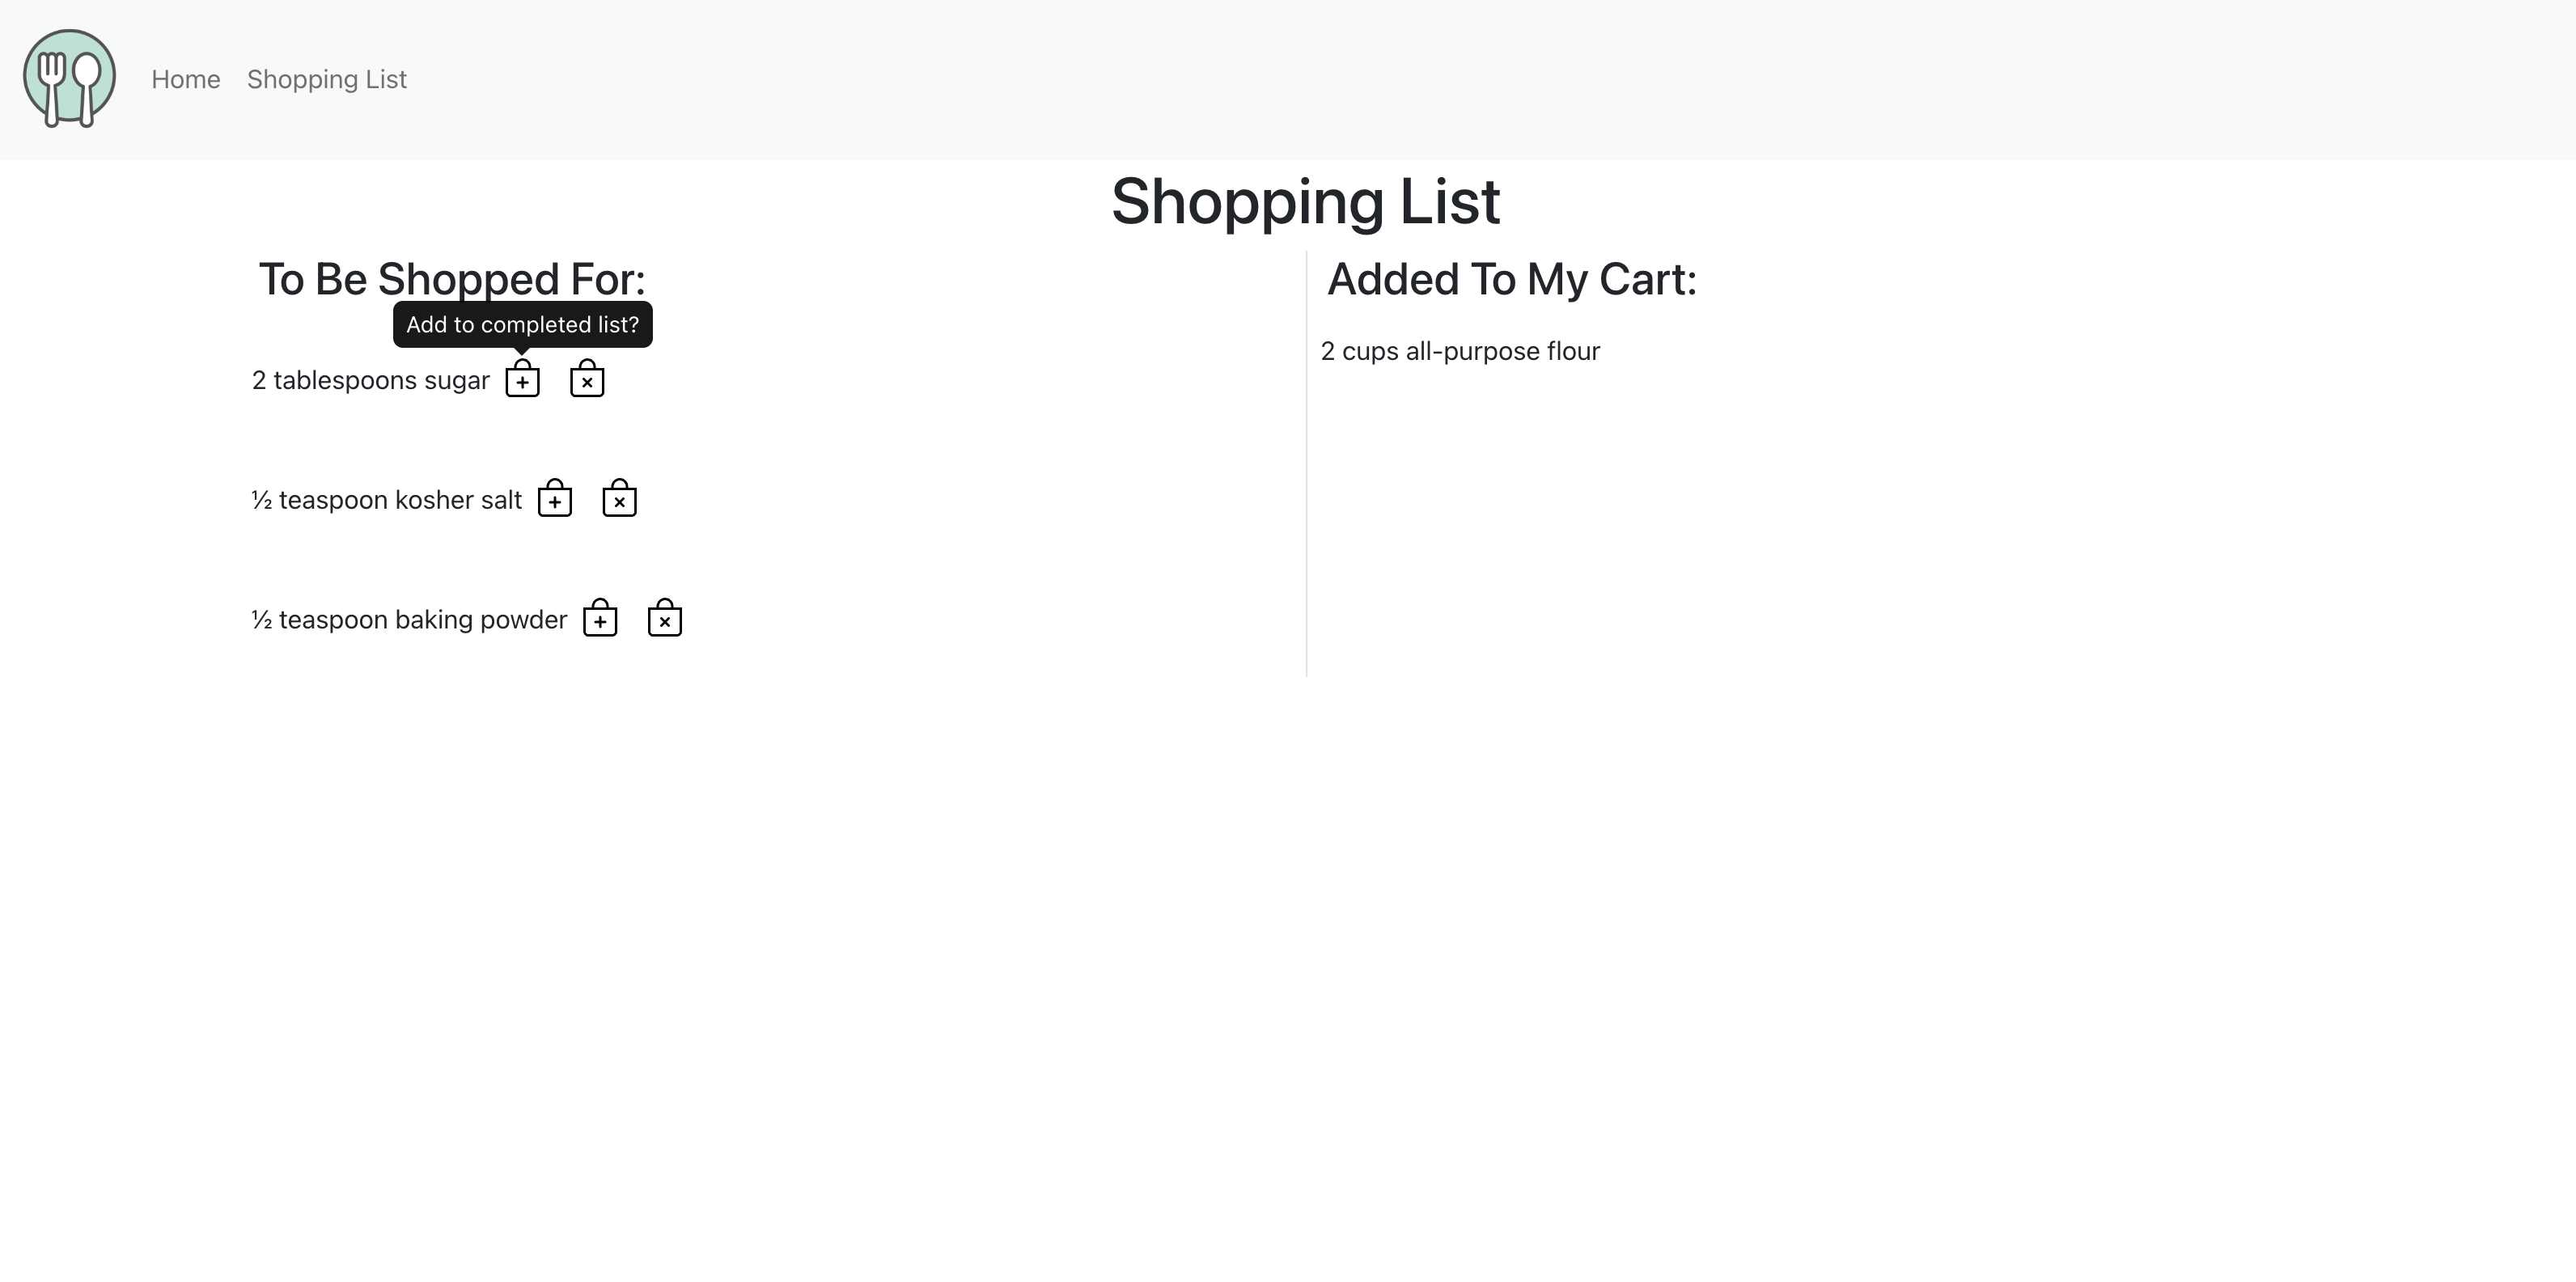 Home Shopping List
Shopping List
To Be Shopped For:
Add to completed list?
2 tablespoons sugar
½ teaspoon kosher salt
½ teaspoon baking powder
Added To My Cart:
2 cups all-purpose flour